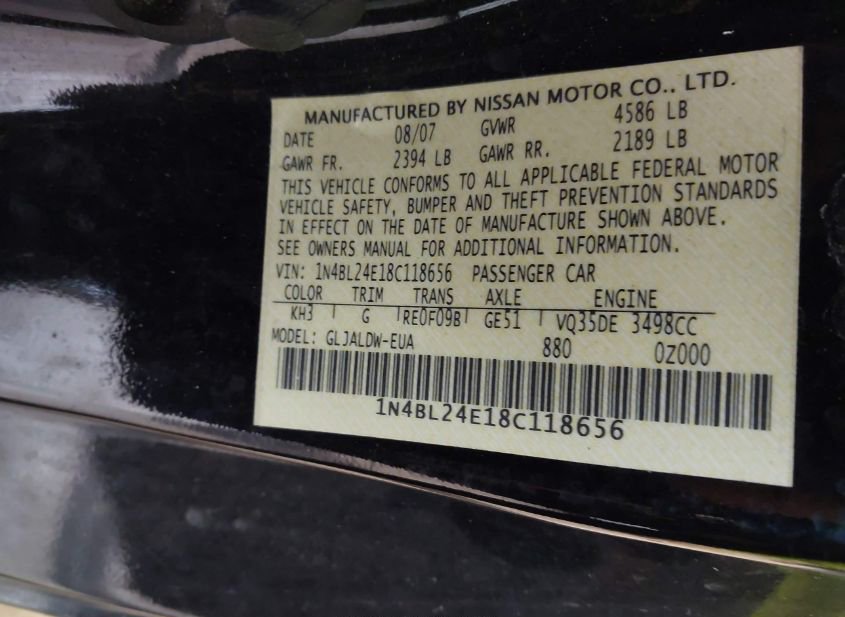 MANUFACTURED BY NISSAN MOTOR CO., LTD.
DATE 08/07 GVWR 4586 LB
GAWR FR. 2394 LB GAWR RR. 2189 LB
THIS VEHICLE CONFORMS TO ALL APPLICABLE FEDERAL MOTOR
VEHICLE SAFETY, BUMPER AND THEFT PREVENTION STANDARDS
IN EFFECT ON THE DATE OF MANUFACTURE SHOWN ABOVE.
SEE OWNERS MANUAL FOR ADDITIONAL INFORMATION.
VIN: 1N4BL24E18C118656 PASSENGER CAR
COLOR TRIM TRANS AXLE ENGINE
KH3 G RE0F09B GE51 VQ35DE 3498CC
MODEL: GLJALDW-EUA 880 0Z000
1N4BL24E18C118656